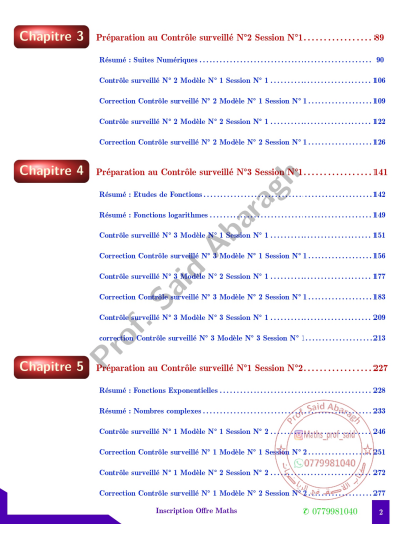 Chapitre 3 Préparation au Contrôle surveillé N°2 Session N°1................ 89
Résumé : Suites Numériques ................................................ 90
Contrôle surveillé N° 2 Modèle N° 1 Session N° 1 ............................... 106
Correction Contrôle surveillé N° 2 Modèle N° 1 Session N° 1................... 109
Contrôle surveillé N° 2 Modèle N° 2 Session N° 1 ............................... 122
Correction Contrôle surveillé N° 2 Modèle N° 2 Session N° 1................... 126
Chapitre 4 Préparation au Contrôle surveillé N°3 Session N°1................ 141
Résumé : Etudes de Fonctions................................................ 142
Résumé : Fonctions logarithmes ............................................. 149
Contrôle surveillé N° 3 Modèle N° 1 Session N° 1 ............................... 151
Correction Contrôle surveillé N° 3 Modèle N° 1 Session N° 1................... 156
Contrôle surveillé N° 3 Modèle N° 2 Session N° 1 ............................... 177
Correction Contrôle surveillé N° 3 Modèle N° 2 Session N° 1................... 183
Contrôle surveillé N° 3 Modèle N° 3 Session N° 1 ............................... 209
correction Contrôle surveillé N° 3 Modèle N° 3 Session N° 1.................... 213
Chapitre 5 Préparation au Contrôle surveillé N°1 Session N°2................ 227
Résumé : Fonctions Exponentielles ........................................... 228
Résumé : Nombres complexes ................................................ 233
Contrôle surveillé N° 1 Modèle N° 1 Session N° 2 ............................... 246
Correction Contrôle surveillé N° 1 Modèle N° 1 Session N° 2................... 251
Contrôle surveillé N° 1 Modèle N° 2 Session N° 2 ............................... 272
Correction Contrôle surveillé N° 1 Modèle N° 2 Session N° 2................... 277
Prof. Said Abaragh
Prof. Said Abaragh
Maths_prof_said
0779981040
Inscription Offre Maths 0779981040 2